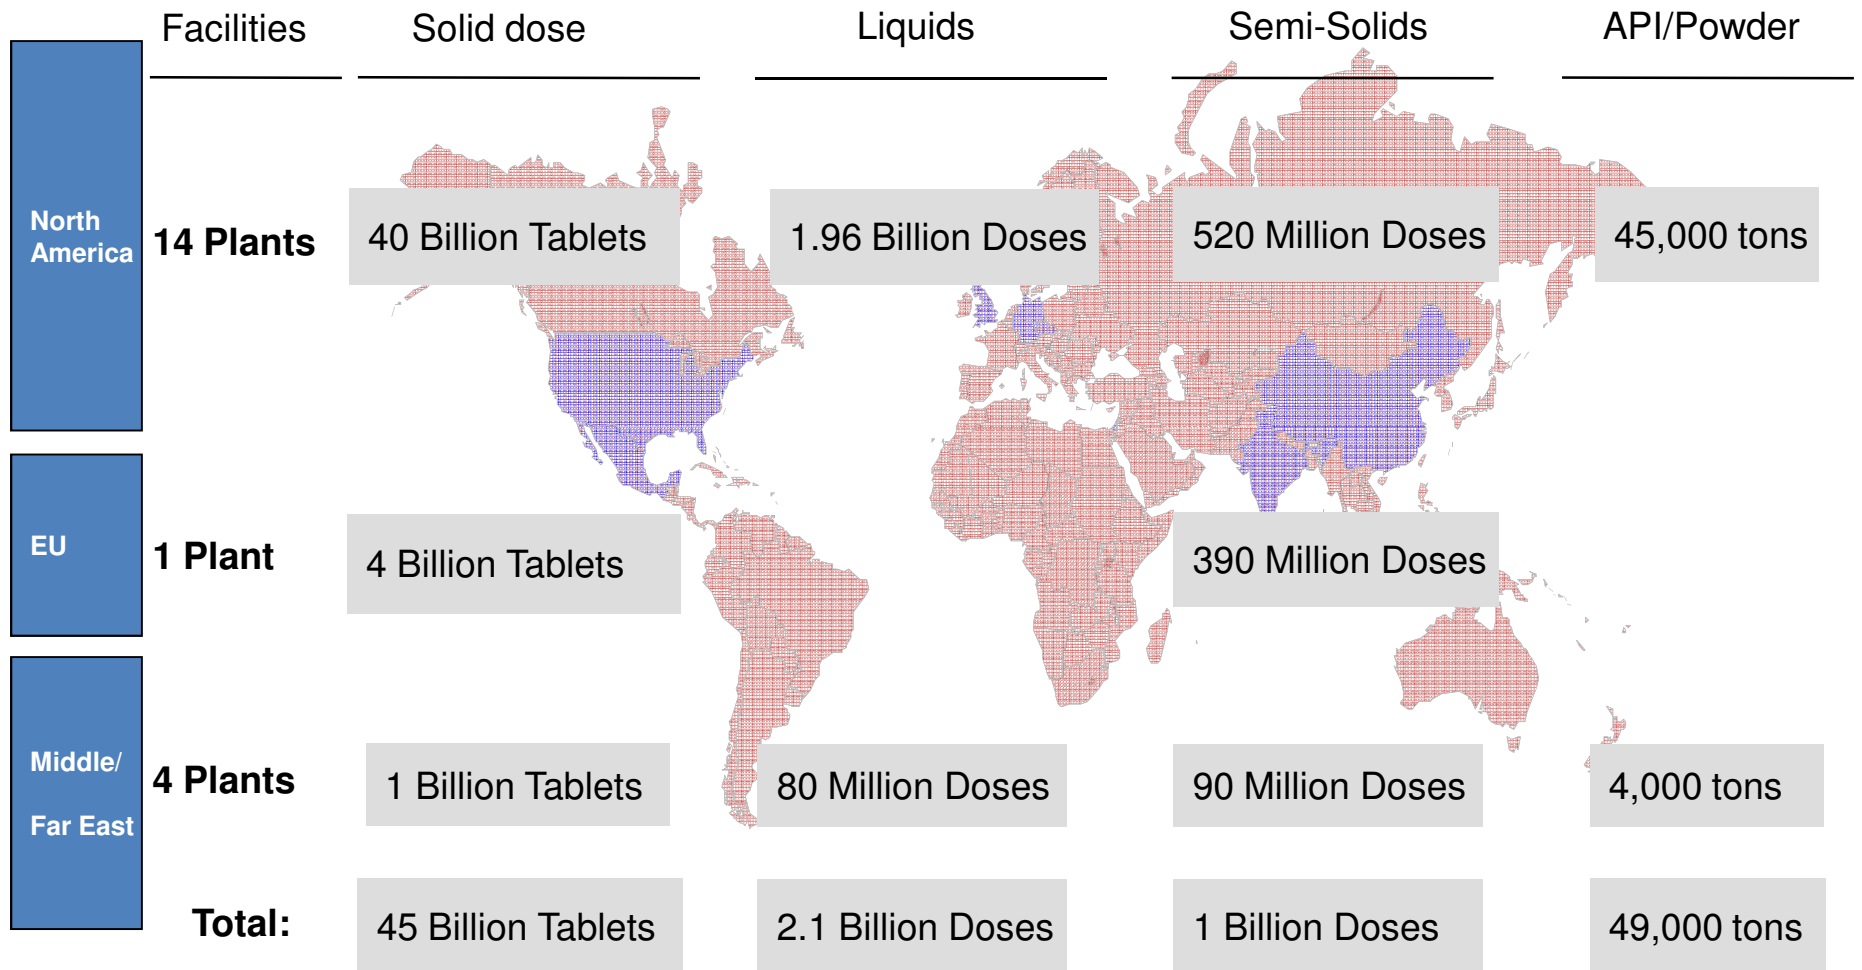 Facilities Solid dose Liquids Semi-Solids API/Powder
North
America
14 Plants 40 Billion Tablets 1.96 Billion Doses 520 Million Doses 45,000 tons
EU 1 Plant 4 Billion Tablets 390 Million Doses
Middle/
Far East
4 Plants 1 Billion Tablets 80 Million Doses 90 Million Doses 4,000 tons
Total: 45 Billion Tablets 2.1 Billion Doses 1 Billion Doses 49,000 tons